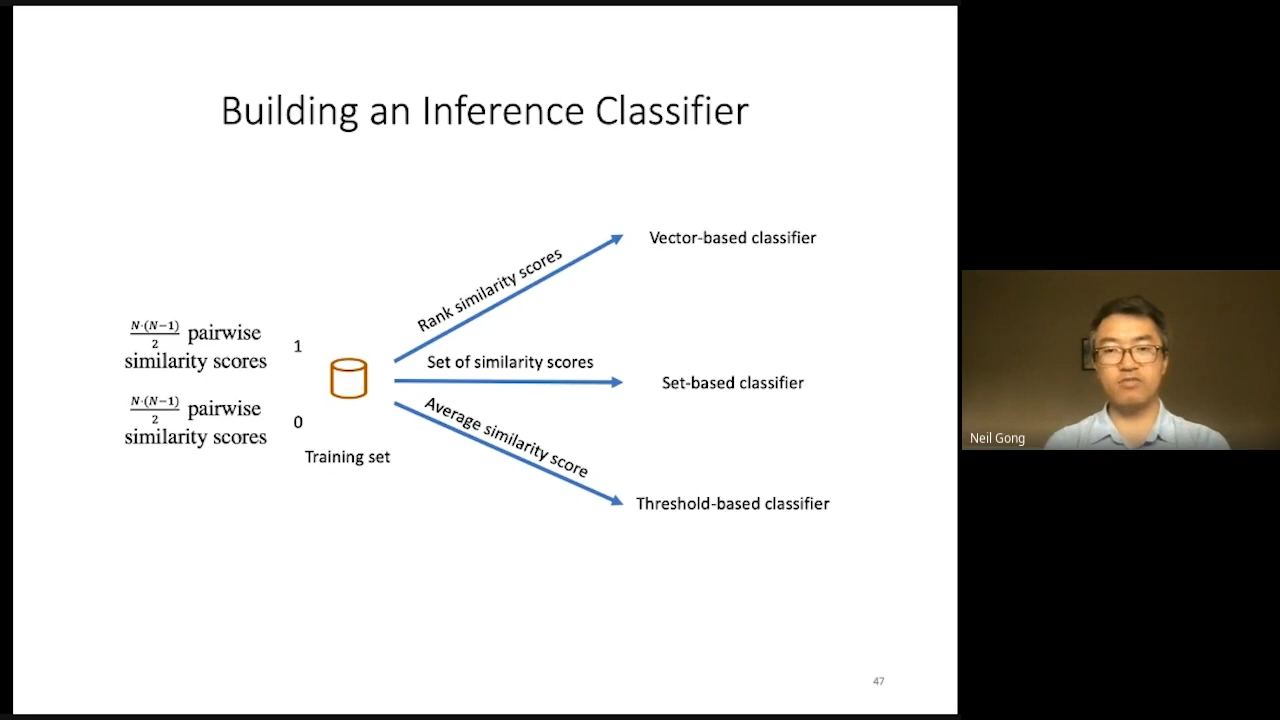 Building an Inference Classifier
Rank similarity scores
Vector-based classifier
N·(N−1)/2 pairwise
similarity scores
1
Set of similarity scores
Set-based classifier
N·(N−1)/2 pairwise
similarity scores
0
Average similarity score
Training set
Threshold-based classifier
47
Neil Gong